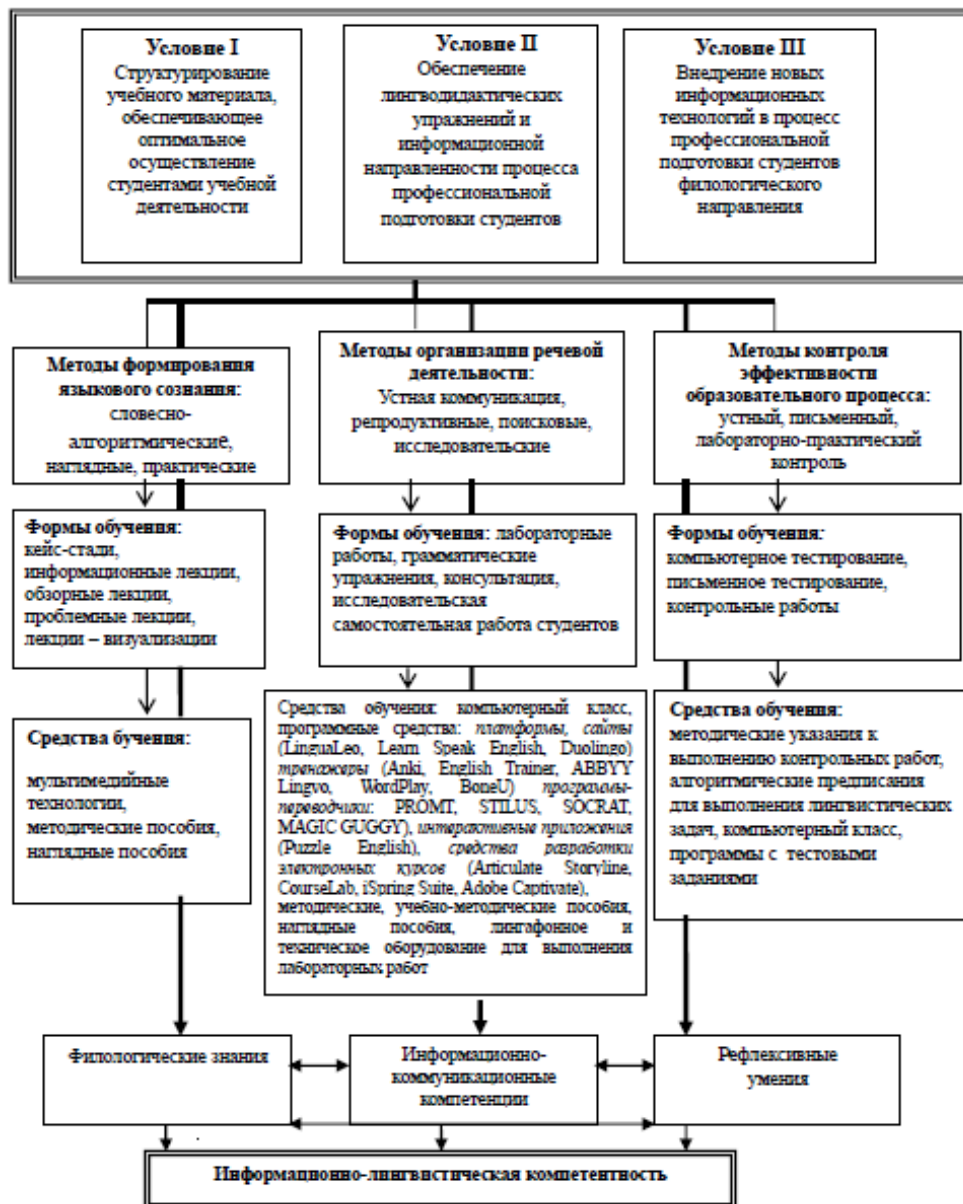 Условие I
Структурирование
учебного материала,
обеспечивающее
оптимальное
осуществление
студентами учебной
деятельности
Условие II
Обеспечение
лингводидактических
упражнений и
информационной
направленности процесса
профессиональной
подготовки студентов
Условие III
Внедрение новых
информационных
технологий в процесс
профессиональной
подготовки студентов
филологического
направления
Методы формирования
языкового сознания:
словесно-
алгоритмические,
наглядные, практические
Методы организации речевой
деятельности:
Устная коммуникация,
репродуктивные, поисковые,
исследовательские
Методы контроля
эффективности
образовательного процесса:
устный, письменный,
лабораторно-практический
контроль
Формы обучения:
кейс-стади,
информационные лекции,
обзорные лекции,
проблемные лекции,
лекции – визуализации
Формы обучения: лабораторные
работы, грамматические
упражнения, консультация,
исследовательская
самостоятельная работа студентов
Формы обучения:
компьютерное тестирование,
письменное тестирование,
контрольные работы
Средства бучения:
мультимедийные
технологии,
методические пособия,
наглядные пособия
Средства обучения: компьютерный класс,
программные средства: платформы, сайты
(LinguaLeo, Learn Speak English, Duolingo)
тренажеры (Anki, English Trainer, ABBYY
Lingvo, WordPlay, BoneU) программы-
переводчики: PROMT, STILUS, SOCRAT,
MAGIC GUGGY), интерактивные приложения
(Puzzle English), средства разработки
электронных курсов (Articulate Storyline,
CourseLab, iSpring Suite, Adobe Captivate),
методические, учебно-методические пособия,
наглядные пособия, лингафонное и
техническое оборудование для выполнения
лабораторных работ
Средства обучения:
методические указания к
выполнению контрольных работ,
алгоритмические предписания
для выполнения лингвистических
задач, компьютерный класс,
программы с тестовыми
заданиями
Филологические знания
Информационно-
коммуникационные
компетенции
Рефлексивные
умения
Информационно-лингвистическая компетентность